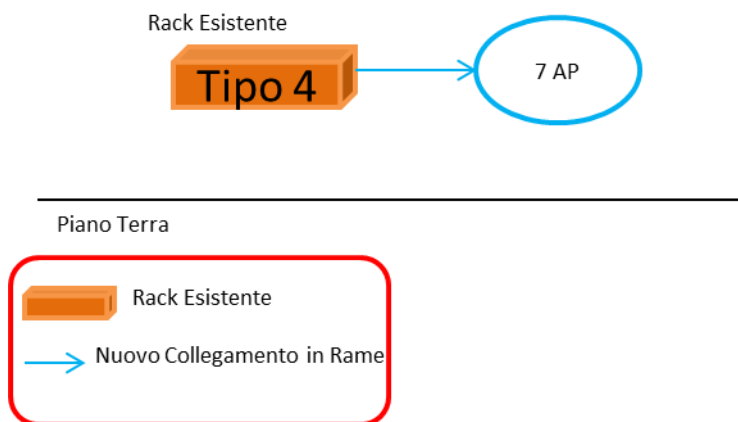 Rack Esistente
Tipo 4
7 AP
Piano Terra
Rack Esistente
Nuovo Collegamento in Rame